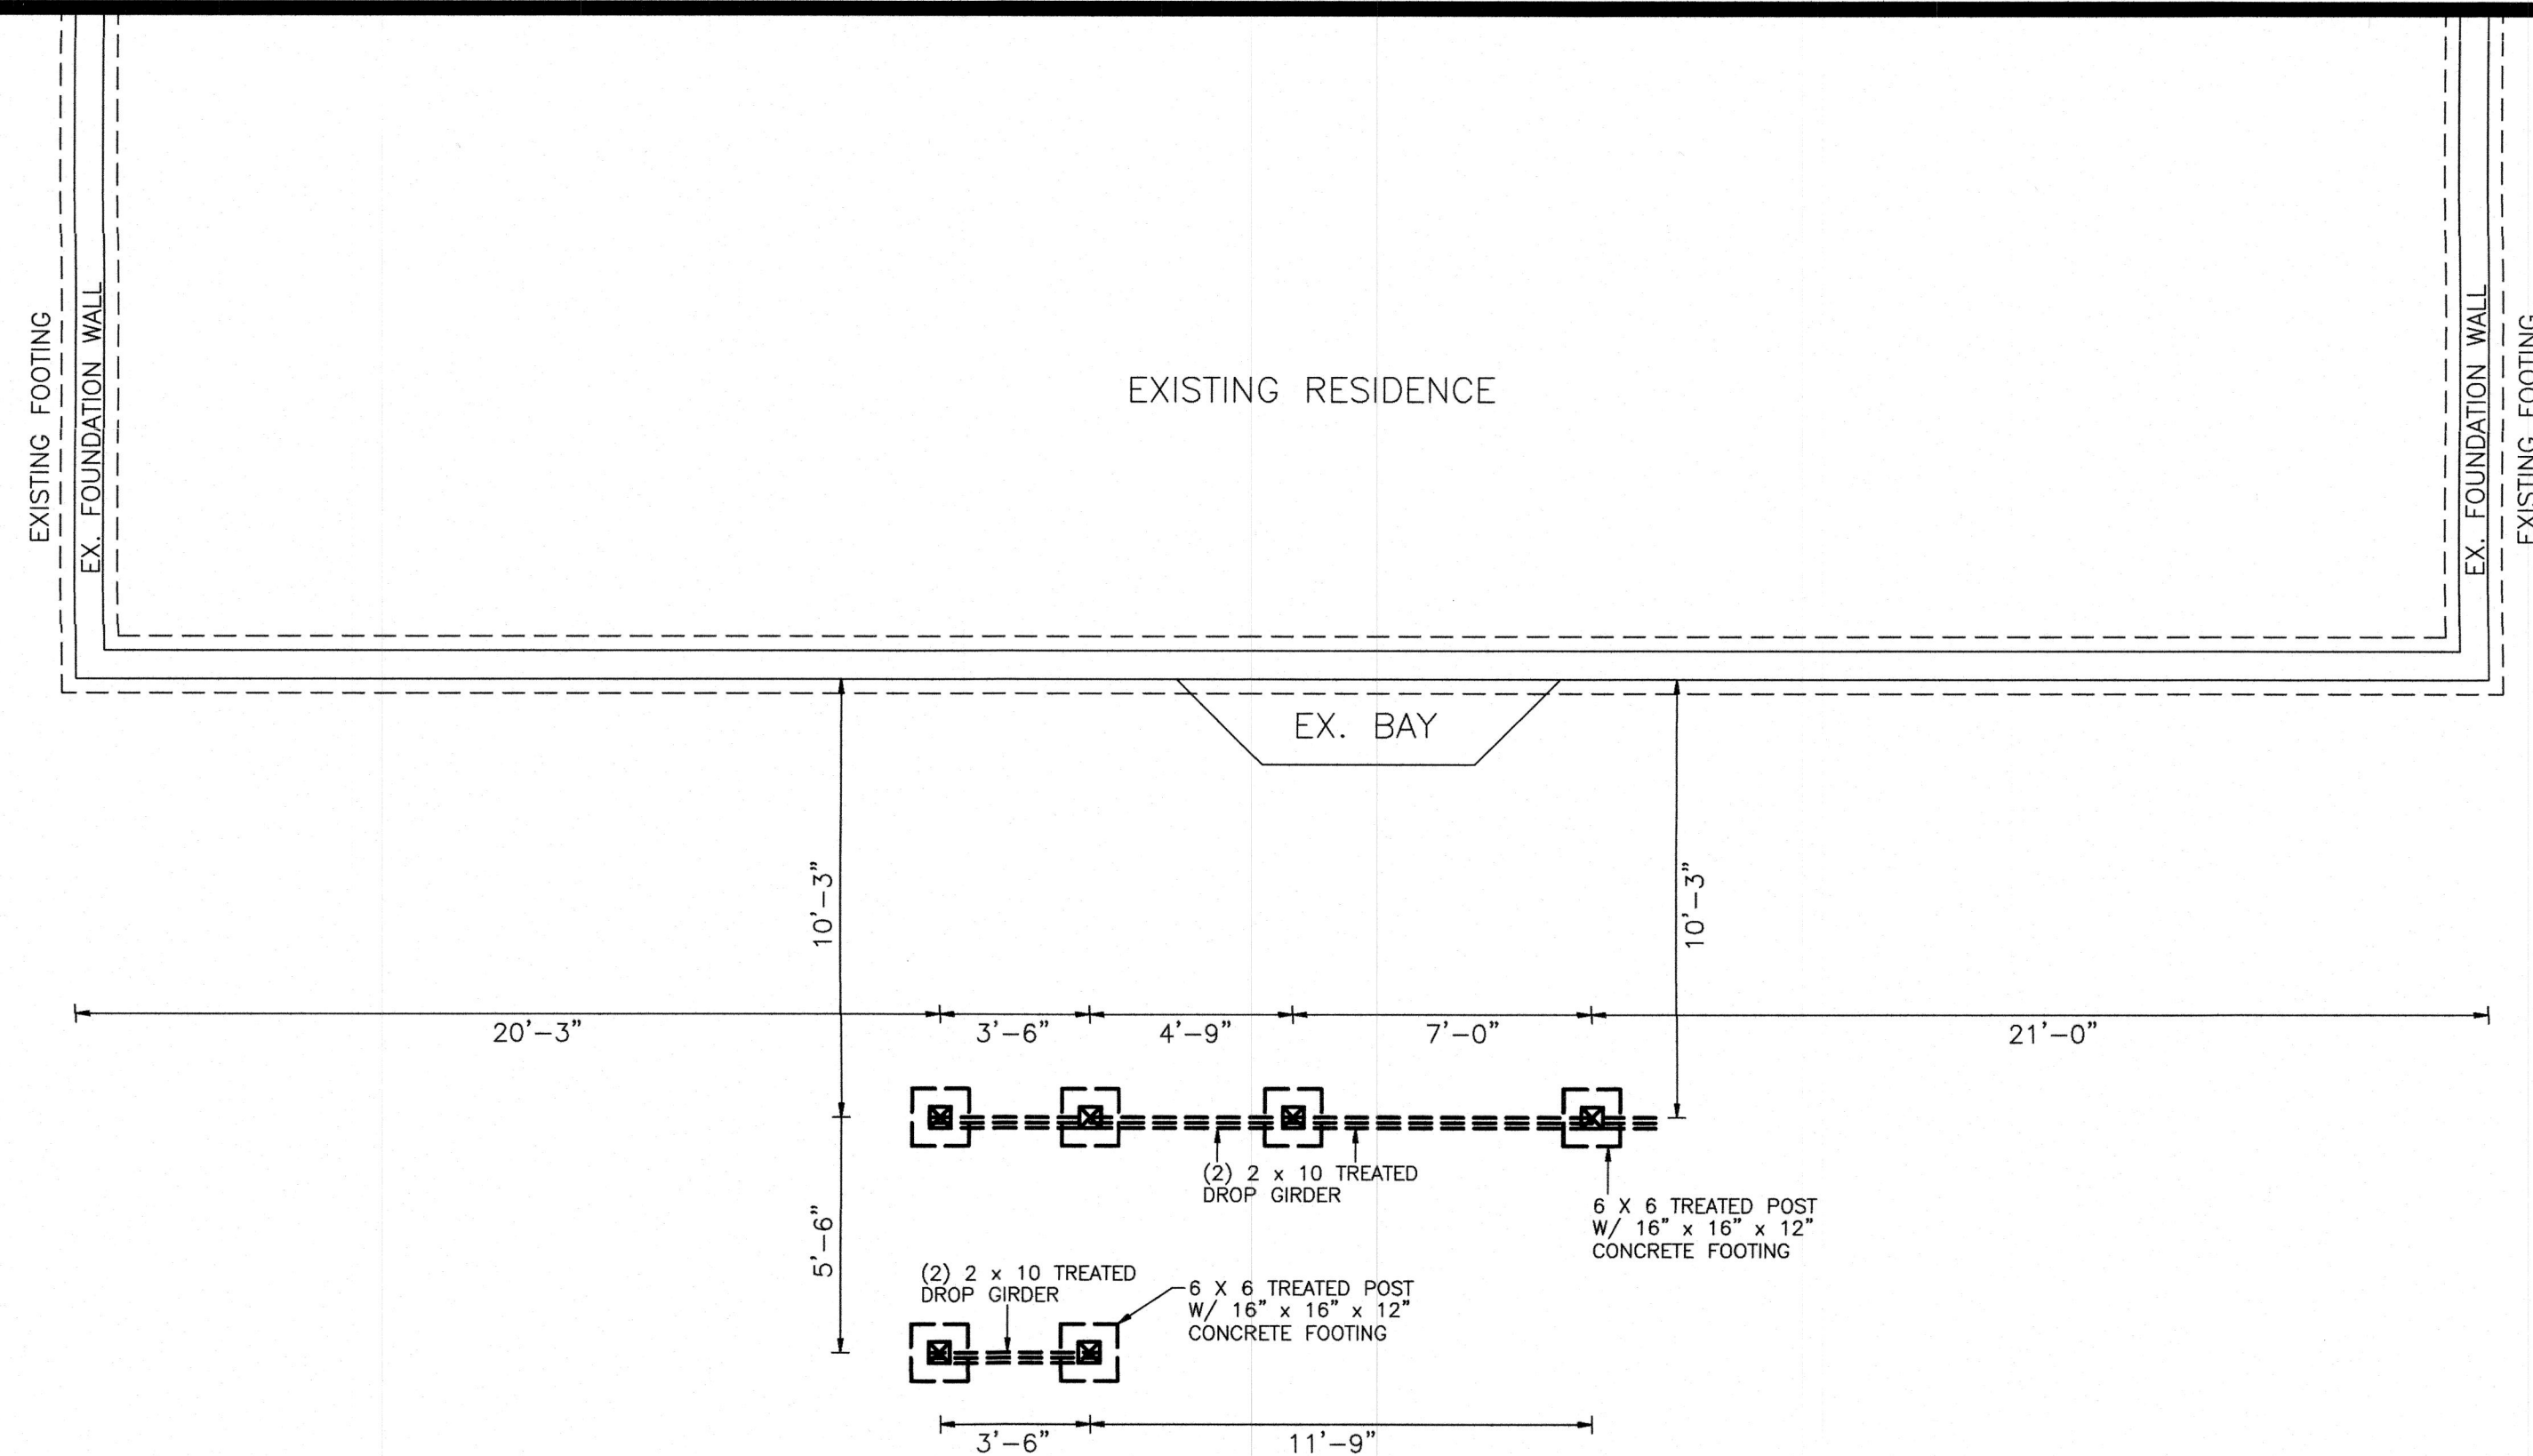 EXISTING FOOTING
EX. FOUNDATION WALL
EXISTING RESIDENCE
EX. FOUNDATION WALL
EXISTING FOOTING
EX. BAY
10'-3"
10'-3"
20'-3"
3'-6"
4'-9"
7'-0"
21'-0"
(2) 2 x 10 TREATED
DROP GIRDER
6 X 6 TREATED POST
W/ 16" x 16" x 12"
CONCRETE FOOTING
5'-6"
(2) 2 x 10 TREATED
DROP GIRDER
6 X 6 TREATED POST
W/ 16" x 16" x 12"
CONCRETE FOOTING
3'-6"
11'-9"